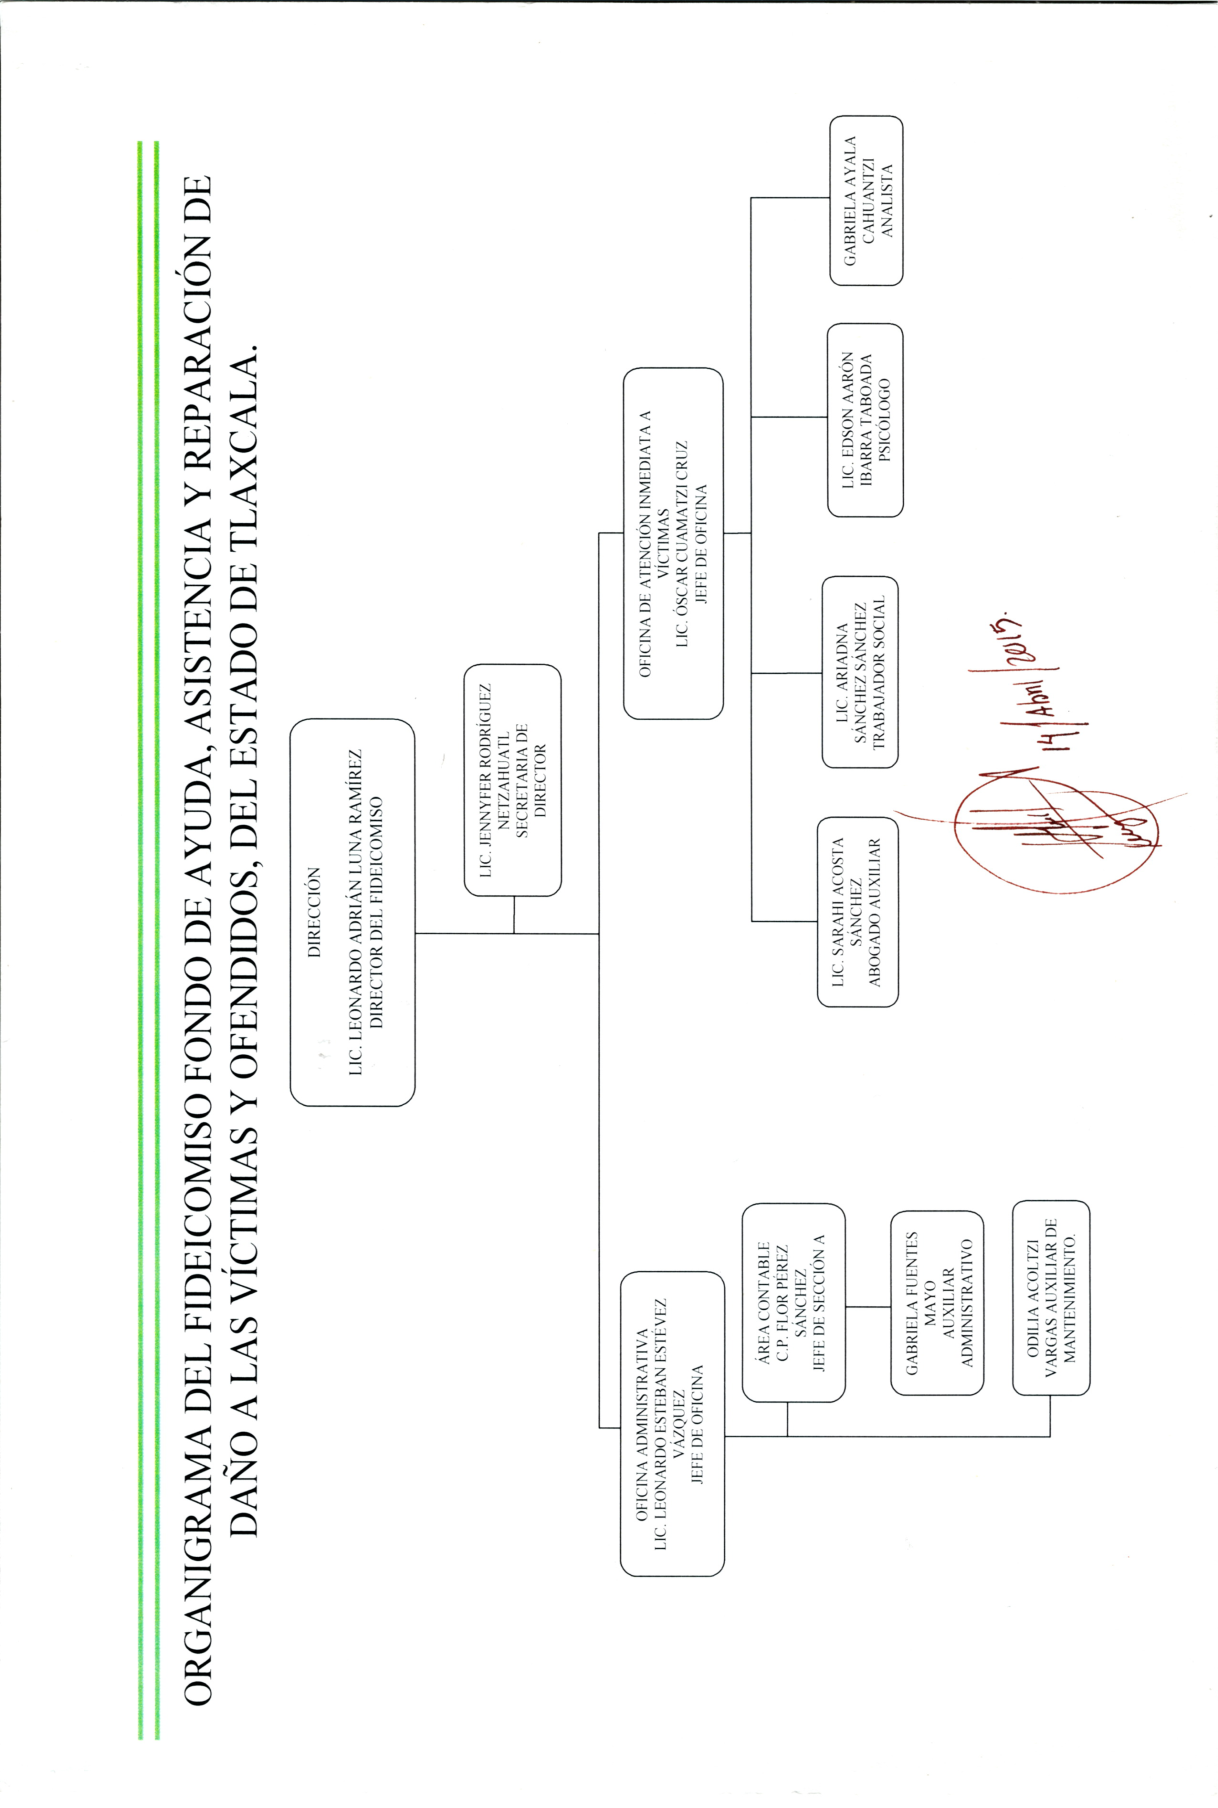 ORGANIGRAMA DEL FIDEICOMISO FONDO DE AYUDA, ASISTENCIA Y REPARACIÓN DE
DAÑO A LAS VÍCTIMAS Y OFENDIDOS, DEL ESTADO DE TLAXCALA.
DIRECCIÓN
LIC. LEONARDO ADRIÁN LUNA RAMÍREZ
DIRECTOR DEL FIDEICOMISO
LIC. JENNYFER RODRÍGUEZ
NETZAHUATL
SECRETARIA DE
DIRECTOR
OFICINA ADMINISTRATIVA
LIC. LEONARDO ESTEBAN ESTÉVEZ
VÁZQUEZ
JEFE DE OFICINA
OFICINA DE ATENCIÓN INMEDIATA A
VÍCTIMAS
LIC. ÓSCAR CUAMATZI CRUZ
JEFE DE OFICINA
ÁREA CONTABLE
C.P. FLOR PÉREZ
SÁNCHEZ
JEFE DE SECCIÓN A
GABRIELA FUENTES
MAYO
AUXILIAR
ADMINISTRATIVO
ODILIA ACOLTZI
VARGAS AUXILIAR DE
MANTENIMIENTO.
LIC. SARAHI ACOSTA
SÁNCHEZ
ABOGADO AUXILIAR
LIC. ARIADNA
SÁNCHEZ SÁNCHEZ
TRABAJADOR SOCIAL
LIC. EDSON AARÓN
IBARRA TABOADA
PSICÓLOGO
GABRIELA AYALA
CAHUANTZI
ANALISTA
14/Abril/2015.